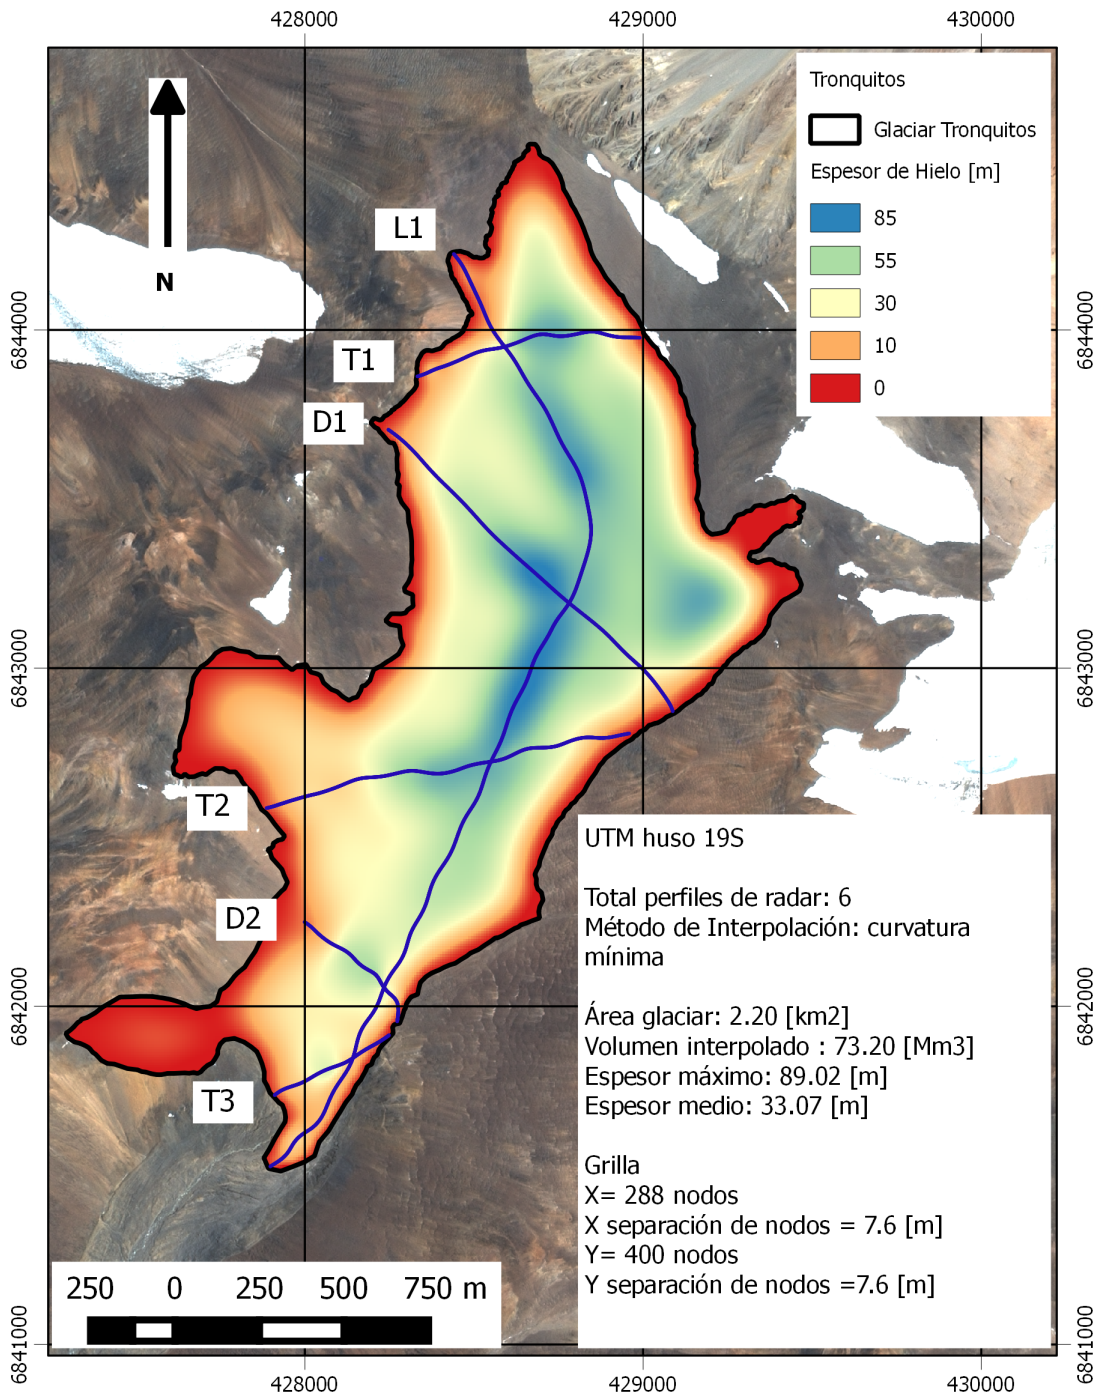 428000
429000
430000
Tronquitos
Glaciar Tronquitos
Espesor de Hielo [m]
85
55
30
10
0
N
L1
T1
D1
T2
D2
T3
6844000
6844000
6843000
6843000
6842000
6842000
6841000
6841000
UTM huso 19S
Total perfiles de radar: 6
Método de Interpolación: curvatura
mínima
Área glaciar: 2.20 [km2]
Volumen interpolado : 73.20 [Mm3]
Espesor máximo: 89.02 [m]
Espesor medio: 33.07 [m]
Grilla
X= 288 nodos
X separación de nodos = 7.6 [m]
Y= 400 nodos
Y separación de nodos =7.6 [m]
250 0 250 500 750 m
428000
429000
430000